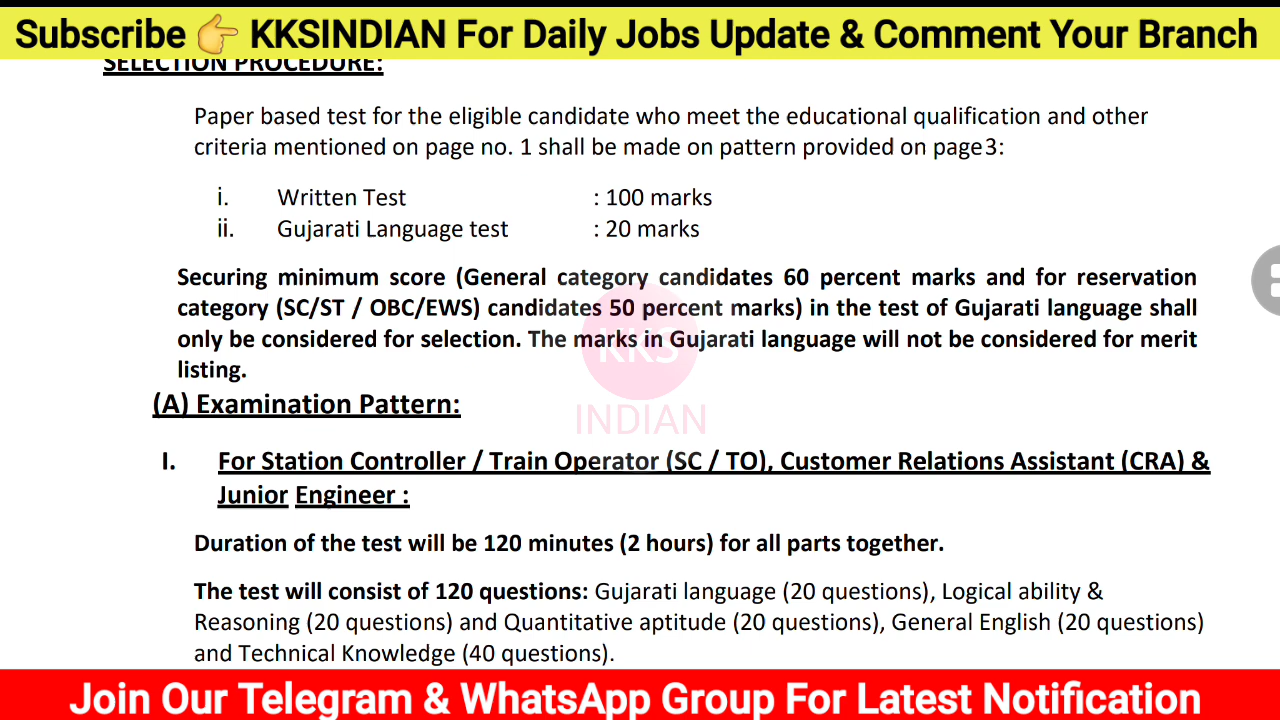 Subscribe 👉 KKSINDIAN For Daily Jobs Update & Comment Your Branch
SELECTION PROCEDURE:
Paper based test for the eligible candidate who meet the educational qualification and other
criteria mentioned on page no. 1 shall be made on pattern provided on page3:
i. Written Test : 100 marks
ii. Gujarati Language test : 20 marks
Securing minimum score (General category candidates 60 percent marks and for reservation
category (SC/ST / OBC/EWS) candidates 50 percent marks) in the test of Gujarati language shall
only be considered for selection. The marks in Gujarati language will not be considered for merit
listing.
KKS
INDIAN
(A) Examination Pattern:
I. For Station Controller / Train Operator (SC / TO), Customer Relations Assistant (CRA) &
Junior Engineer :
Duration of the test will be 120 minutes (2 hours) for all parts together.
The test will consist of 120 questions: Gujarati language (20 questions), Logical ability &
Reasoning (20 questions) and Quantitative aptitude (20 questions), General English (20 questions)
and Technical Knowledge (40 questions).
Join Our Telegram & WhatsApp Group For Latest Notification